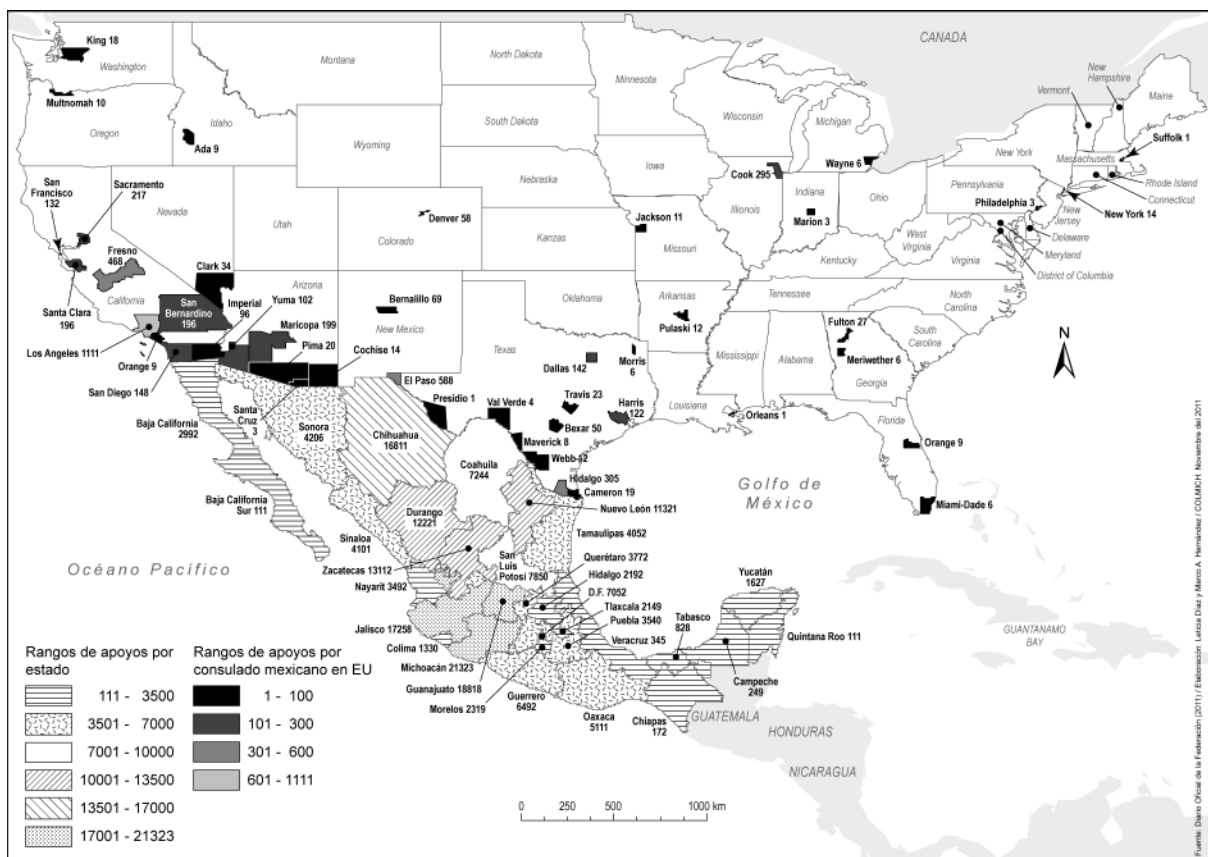 CANADA
King 18
Washington
Montana
North Dakota
Minnesota
New
Hampshire
Vermont
Maine
Multnomah 10
Oregon
Idaho
Ada 9
South Dakota
Wisconsin
Michigan
Wyoming
New York
Massachusetts
Suffolk 1
Iowa
Wayne 6
Cook 295
Nebraska
Rhode Island
Connecticut
Pennsylvania
Philadelphia 3
New
Jersey
New York 14
San
Francisco
132
Sacramento
217
Nevada
Utah
Denver 58
Colorado
Kansas
Jackson 11
Missouri
Illinois
Indiana
Marion 3
Ohio
West
Virginia
Virginia
Delaware
Meryland
District of Columbia
Kentucky
Fresno
468
Clark 34
California
Santa Clara
196
San
Bernardino
196
Imperial
96
Yuma 102
Arizona
Maricopa 199
Bernalillo 69
New Mexico
Oklahoma
Arkansas
Pulaski 12
Tennessee
North
Carolina
South
Carolina
Fulton 27
Meriwether 6
Georgia
Los Angeles 1111
Orange 9
San Diego 148
Pima 20
Cochise 14
Texas
Dallas 142
Morris
6
Mississippi
Alabama
N
El Paso 588
Travis 23
Harris
122
Louisiana
Orleans 1
Florida
Orange 9
Miami-Dade 6
Santa
Cruz
3
Presidio 1
Val Verde 4
Bexar 50
Maverick 8
Webb 42
Hidalgo 305
Cameron 19
Baja California
2992
Sonora
4206
Chihuahua
16811
Coahuila
7244
Nuevo León 11321
Golfo de
México
Baja California
Sur 111
Durango
12221
Tamaulipas 4052
Océano Pacífico
Sinaloa
4101
Zacatecas 13112
San
Luis
Potosí 7850
Querétaro 3772
Hidalgo 2192
D.F. 7052
Tlaxcala 2149
Puebla 3540
Veracruz 345
Nayarit 3492
Yucatán
1627
Tabasco
828
Quintana Roo 111
Jalisco 17258
Colima 1330
Michoacán 21323
Guanajuato 18818
Morelos 2319
Guerrero
6492
Oaxaca
5111
Chiapas
172
Campeche
249
GUATEMALA
HONDURAS
NICARAGUA
GUANTANAMO
BAY
Rangos de apoyos por
estado
111 - 3500
3501 - 7000
7001 - 10000
10001 - 13500
13501 - 17000
17001 - 21323
Rangos de apoyos por
consulado mexicano en EU
1 - 100
101 - 300
301 - 600
601 - 1111
0 250 500 1000 km
Fuente: Diario Oficial de la Federación (2011) / Elaboración: Leticia Díaz y Marco A. Hernández / COLMICH. Noviembre del 2011